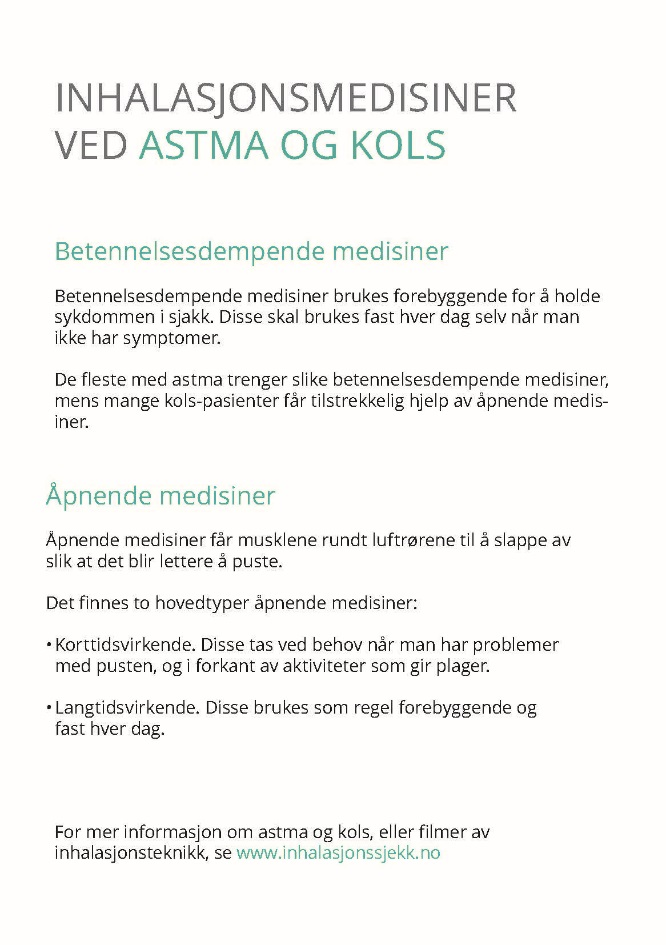 INHALASJONSMEDISINER
VED ASTMA OG KOLS
Betennelsesdempende medisiner
Betennelsesdempende medisiner brukes forebyggende for å holde
sykdommen i sjakk. Disse skal brukes fast hver dag selv når man
ikke har symptomer.
De fleste med astma trenger slike betennelsesdempende medisiner,
mens mange kols-pasienter får tilstrekkelig hjelp av åpnende medis-
iner.
Åpnende medisiner
Åpnende medisiner får musklene rundt luftrørene til å slappe av
slik at det blir lettere å puste.
Det finnes to hovedtyper åpnende medisiner:
• Korttidsvirkende. Disse tas ved behov når man har problemer
med pusten, og i forkant av aktiviteter som gir plager.
• Langtidsvirkende. Disse brukes som regel forebyggende og
fast hver dag.
For mer informasjon om astma og kols, eller filmer av
inhalasjonsteknikk, se www.inhalasjonssjekk.no